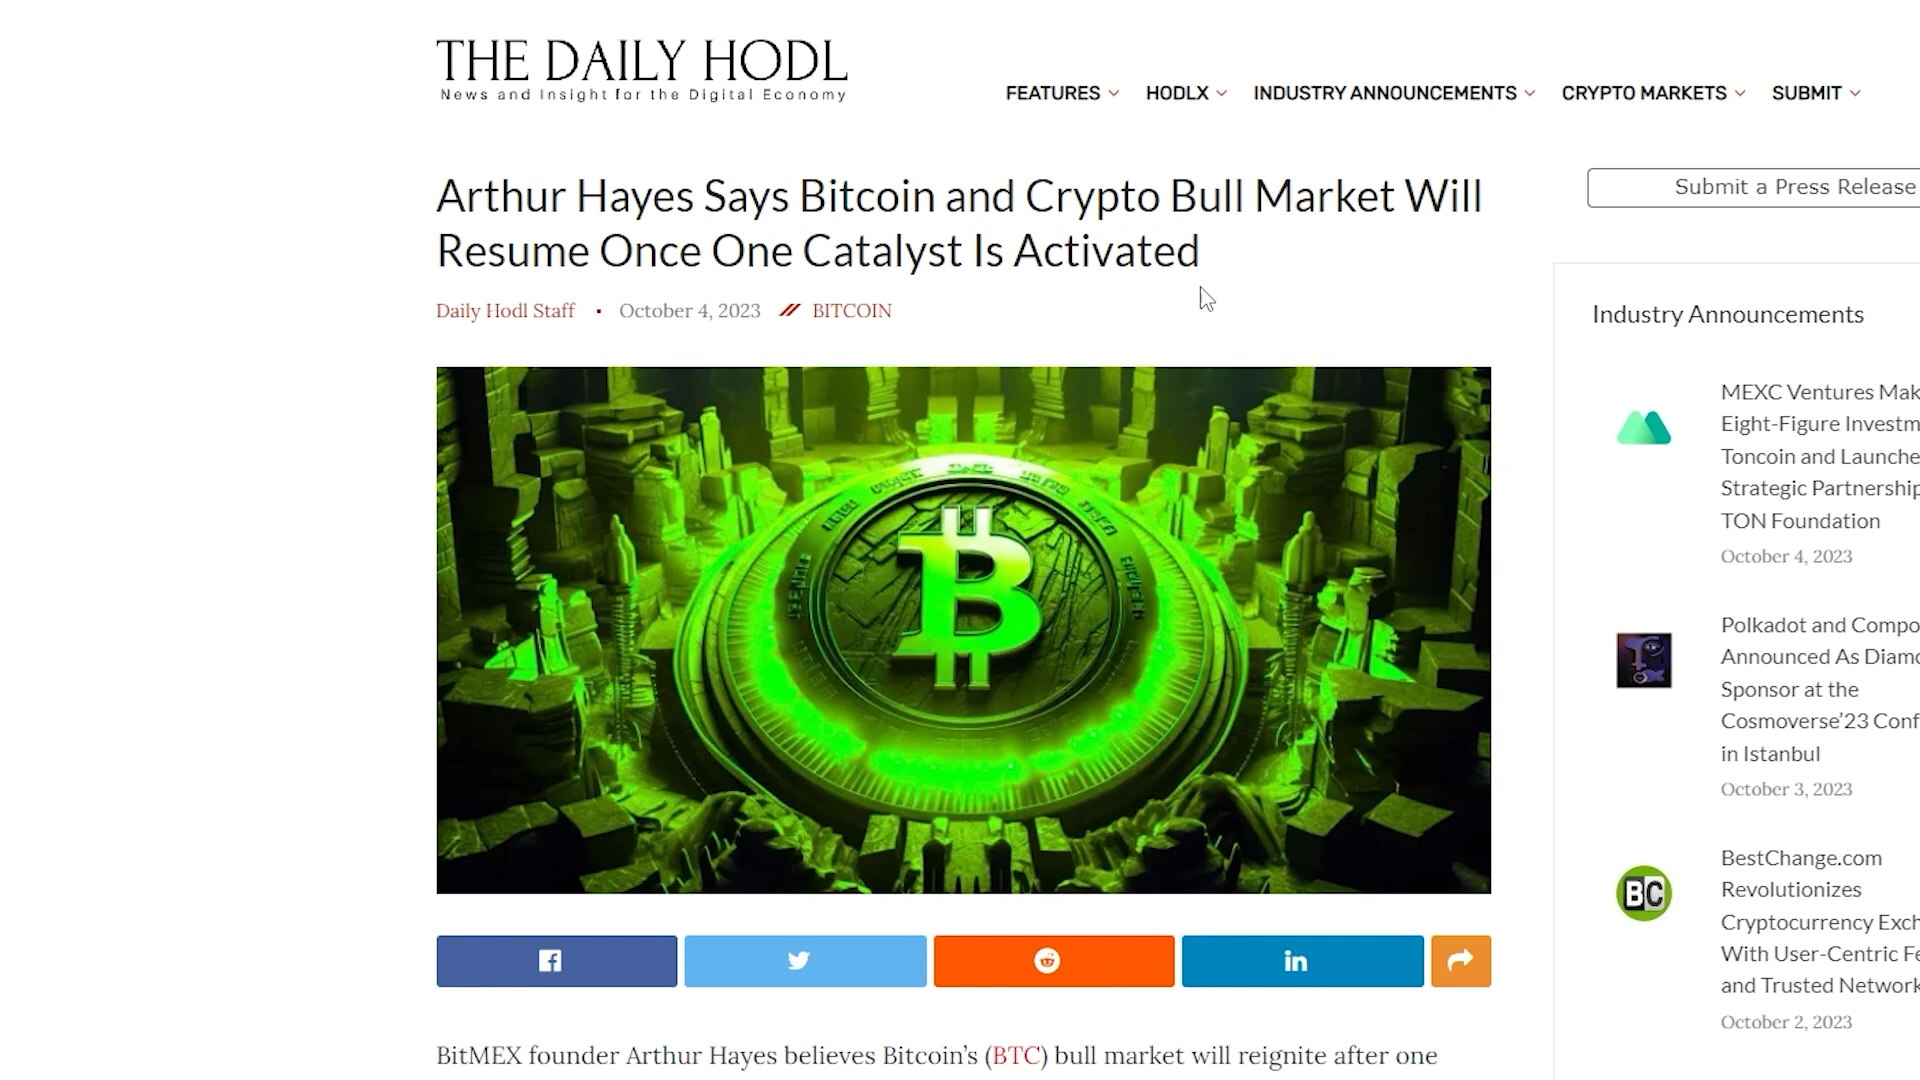 THE DAILY HODL
News and Insight for the Digital Economy
FEATURES HODLX INDUSTRY ANNOUNCEMENTS CRYPTO MARKETS SUBMIT
Arthur Hayes Says Bitcoin and Crypto Bull Market Will
Resume Once One Catalyst Is Activated
Daily Hodl Staff · October 4, 2023 // BITCOIN
BitMEX founder Arthur Hayes believes Bitcoin's (BTC) bull market will reignite after one
Submit a Press Release
Industry Announcements
MEXC Ventures Mak
Eight-Figure Investm
Toncoin and Launche
Strategic Partnership
TON Foundation
October 4, 2023
Polkadot and Compo
Announced As Diamo
Sponsor at the
Cosmoverse'23 Conf
in Istanbul
October 3, 2023
BC
BestChange.com
Revolutionizes
Cryptocurrency Exch
With User-Centric Fe
and Trusted Network
October 2, 2023